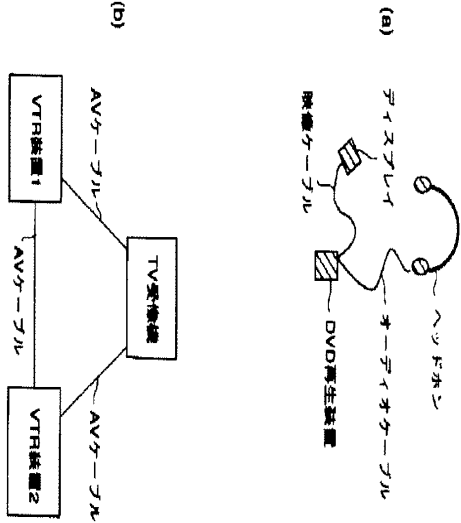 (a)
ヘッドホン
ディスプレイ
オーディオケーブル
映像ケーブル
DVD再生装置
(b)
TV受像機
AVケーブル
AVケーブル
VTR装置1
AVケーブル
VTR装置2